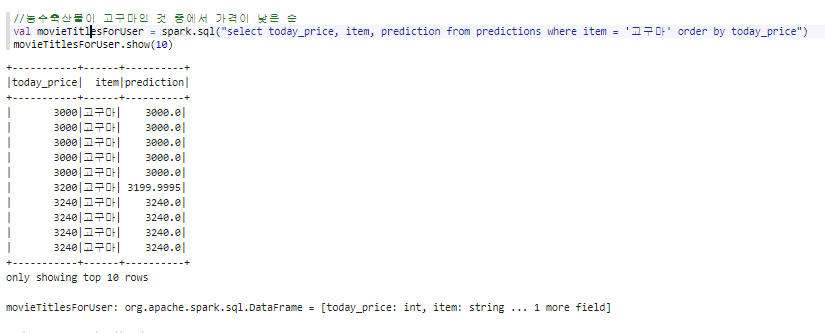 //농수축산물이 고구마인 것 중에서 가격이 낮은 순
val movieTitlesForUser = spark.sql("select today_price, item, prediction from predictions where item = '고구마' order by today_price")
movieTitlesForUser.show(10)
+-----------+------+----------+
|today_price|  item|prediction|
+-----------+------+----------+
|       3000|고구마|    3000.0|
|       3000|고구마|    3000.0|
|       3000|고구마|    3000.0|
|       3000|고구마|    3000.0|
|       3000|고구마|    3000.0|
|       3200|고구마| 3199.9995|
|       3240|고구마|    3240.0|
|       3240|고구마|    3240.0|
|       3240|고구마|    3240.0|
|       3240|고구마|    3240.0|
+-----------+------+----------+
only showing top 10 rows
movieTitlesForUser: org.apache.spark.sql.DataFrame = [today_price: int, item: string ... 1 more field]